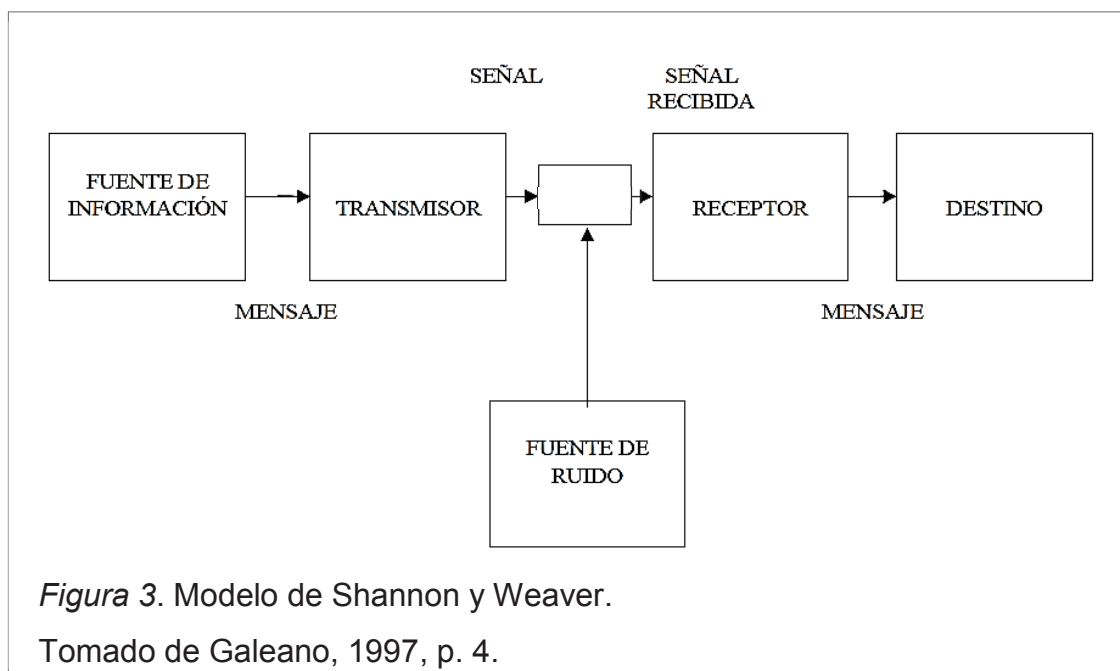 SEÑAL
SEÑAL
RECIBIDA
FUENTE DE
INFORMACIÓN
TRANSMISOR
RECEPTOR
DESTINO
MENSAJE
MENSAJE
FUENTE DE
RUIDO
Figura 3. Modelo de Shannon y Weaver.
Tomado de Galeano, 1997, p. 4.